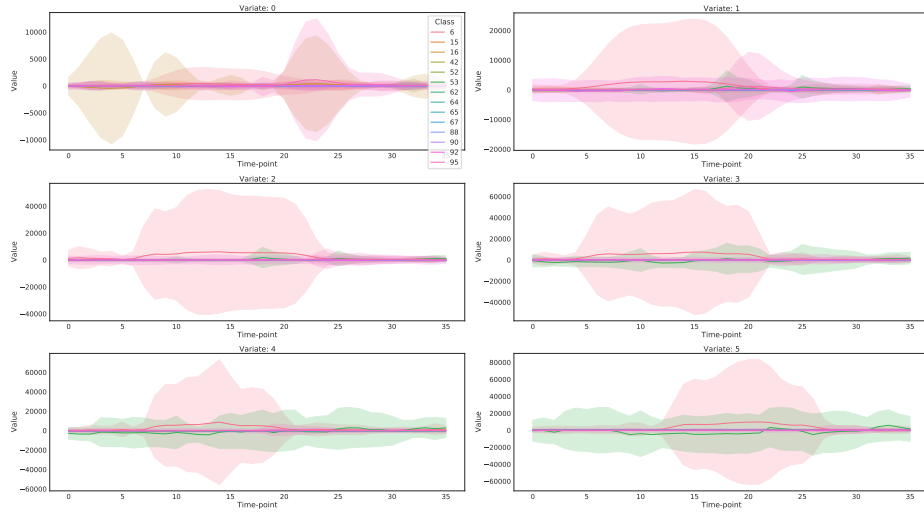 Variate: 0
Value
10000
5000
0
−5000
−10000
0 5 10 15 20 25 30 35
Time-point
Class
6
15
16
42
52
53
62
64
65
67
88
90
92
95
Variate: 1
Value
20000
10000
0
−10000
−20000
0 5 10 15 20 25 30 35
Time-point
Variate: 2
Value
40000
20000
0
−20000
−40000
0 5 10 15 20 25 30 35
Time-point
Variate: 3
Value
60000
40000
20000
0
−20000
−40000
0 5 10 15 20 25 30 35
Time-point
Variate: 4
Value
60000
40000
20000
0
−20000
−40000
−60000
0 5 10 15 20 25 30 35
Time-point
Variate: 5
Value
80000
60000
40000
20000
0
−20000
−40000
−60000
0 5 10 15 20 25 30 35
Time-point